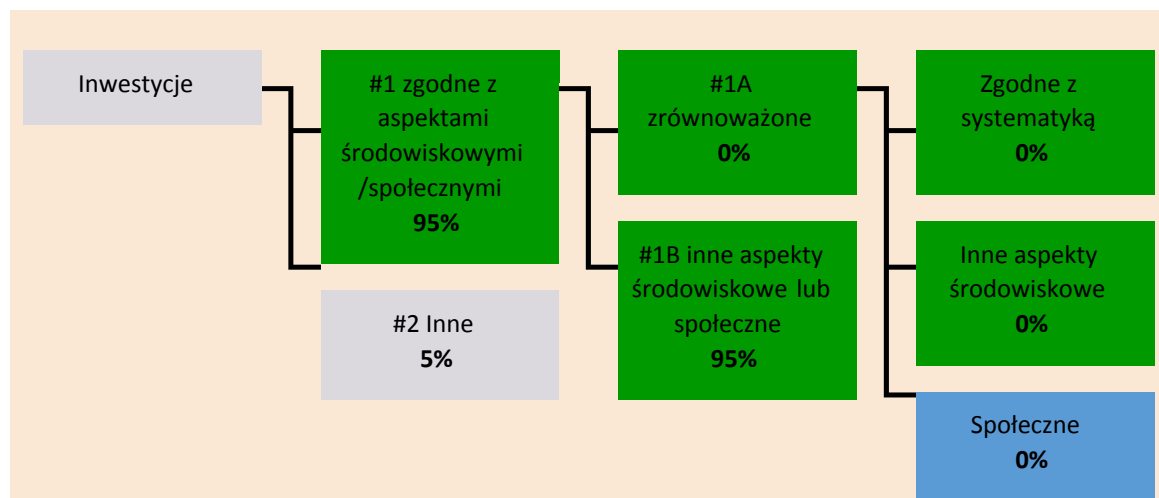 Inwestycje
#1 zgodne z
aspektami
środowiskowymi
/społecznymi
95%
#2 Inne
5%
#1A
zrównoważone
0%
#1B inne aspekty
środowiskowe lub
społeczne
95%
Zgodne z
systematyką
0%
Inne aspekty
środowiskowe
0%
Społeczne
0%